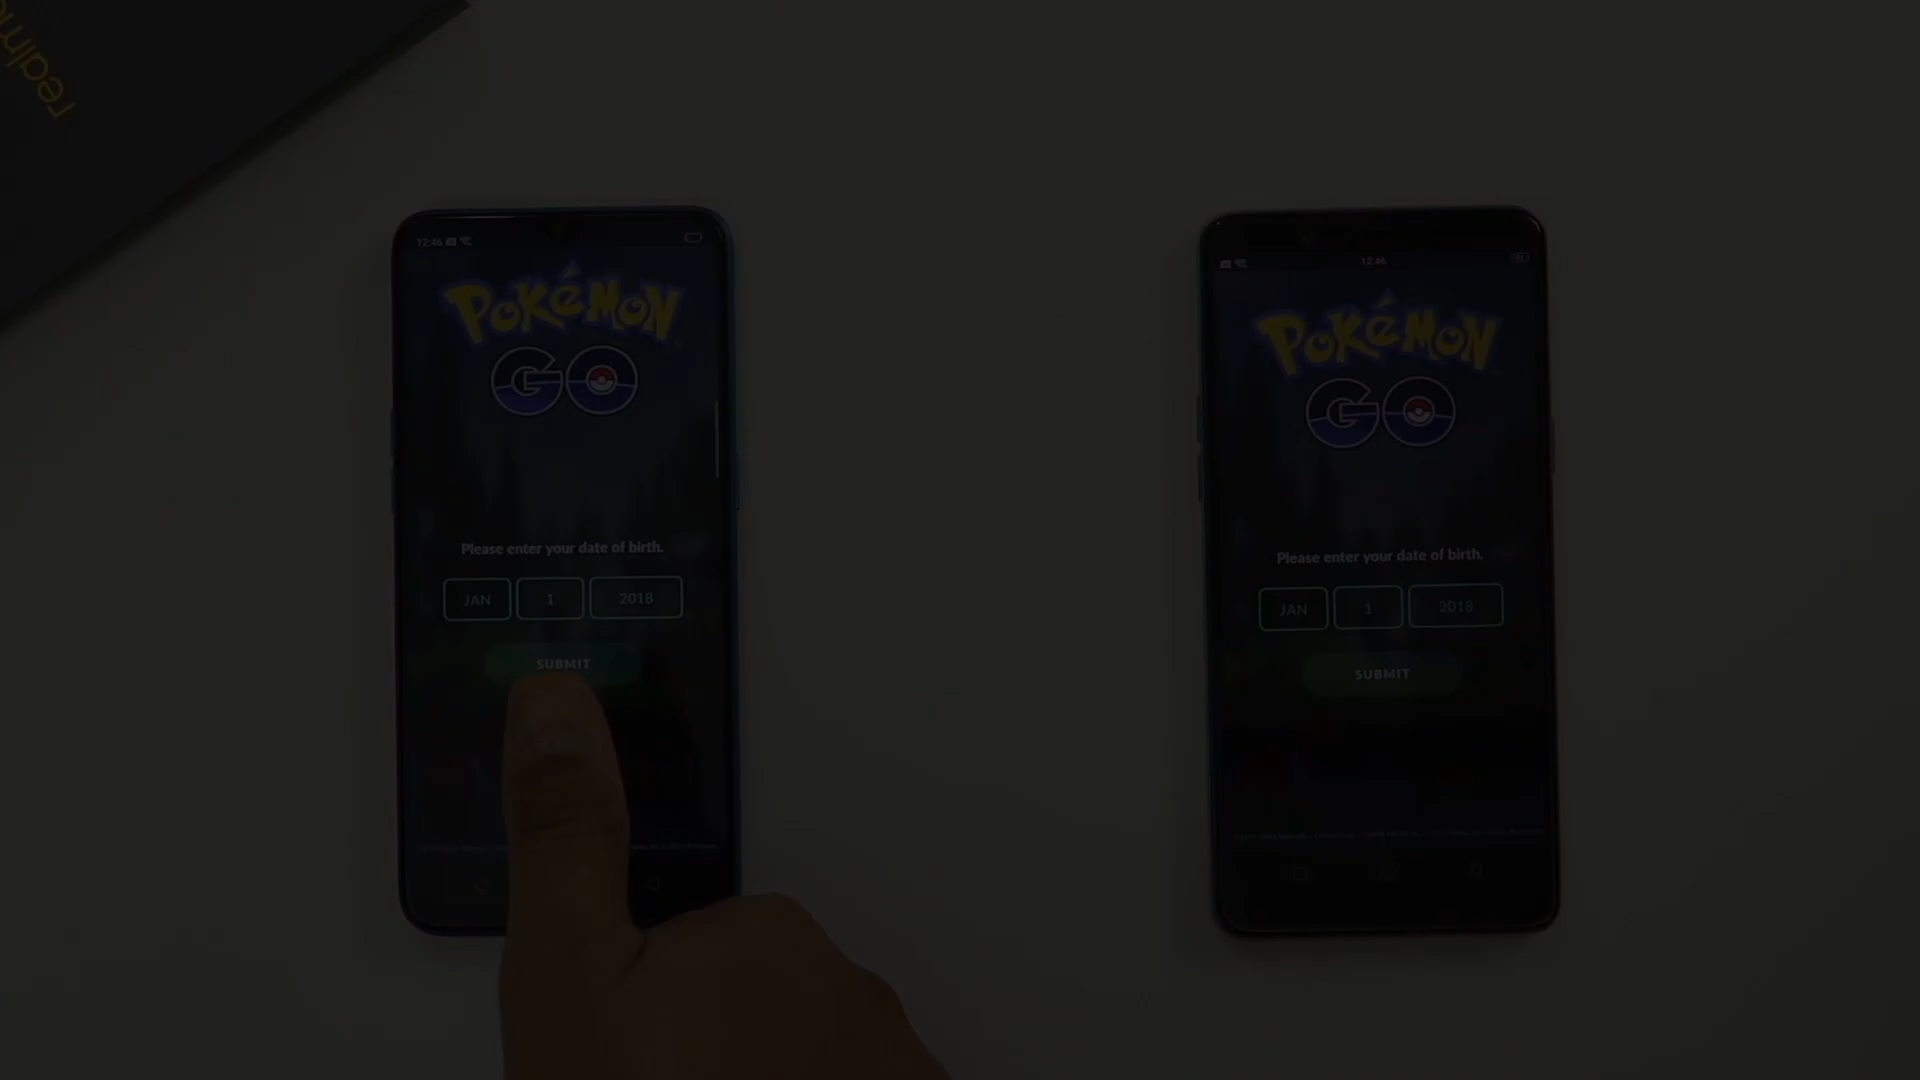 realme
12:46
POKéMON
GO
Please enter your date of birth.
JAN 1 2018
SUBMIT
12:46
POKéMON
GO
Please enter your date of birth.
JAN 1 2018
SUBMIT